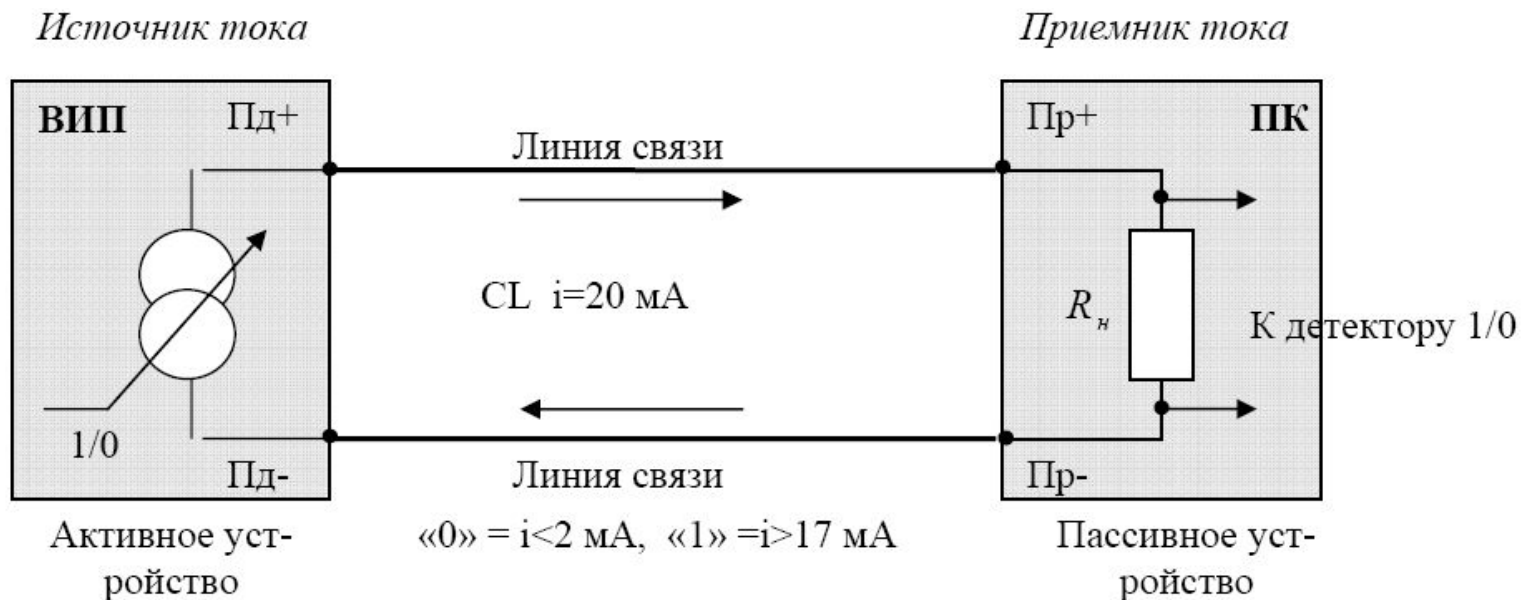 Источник тока
Приемник тока
ВИП
Пд+
Линия связи
Пр+
ПК
CL i=20 мА
Rн
К детектору 1/0
1/0
Пд-
Линия связи
Пр-
Активное уст-
ройство
«0» = i<2 мА, «1» =i>17 мА
Пассивное уст-
ройство